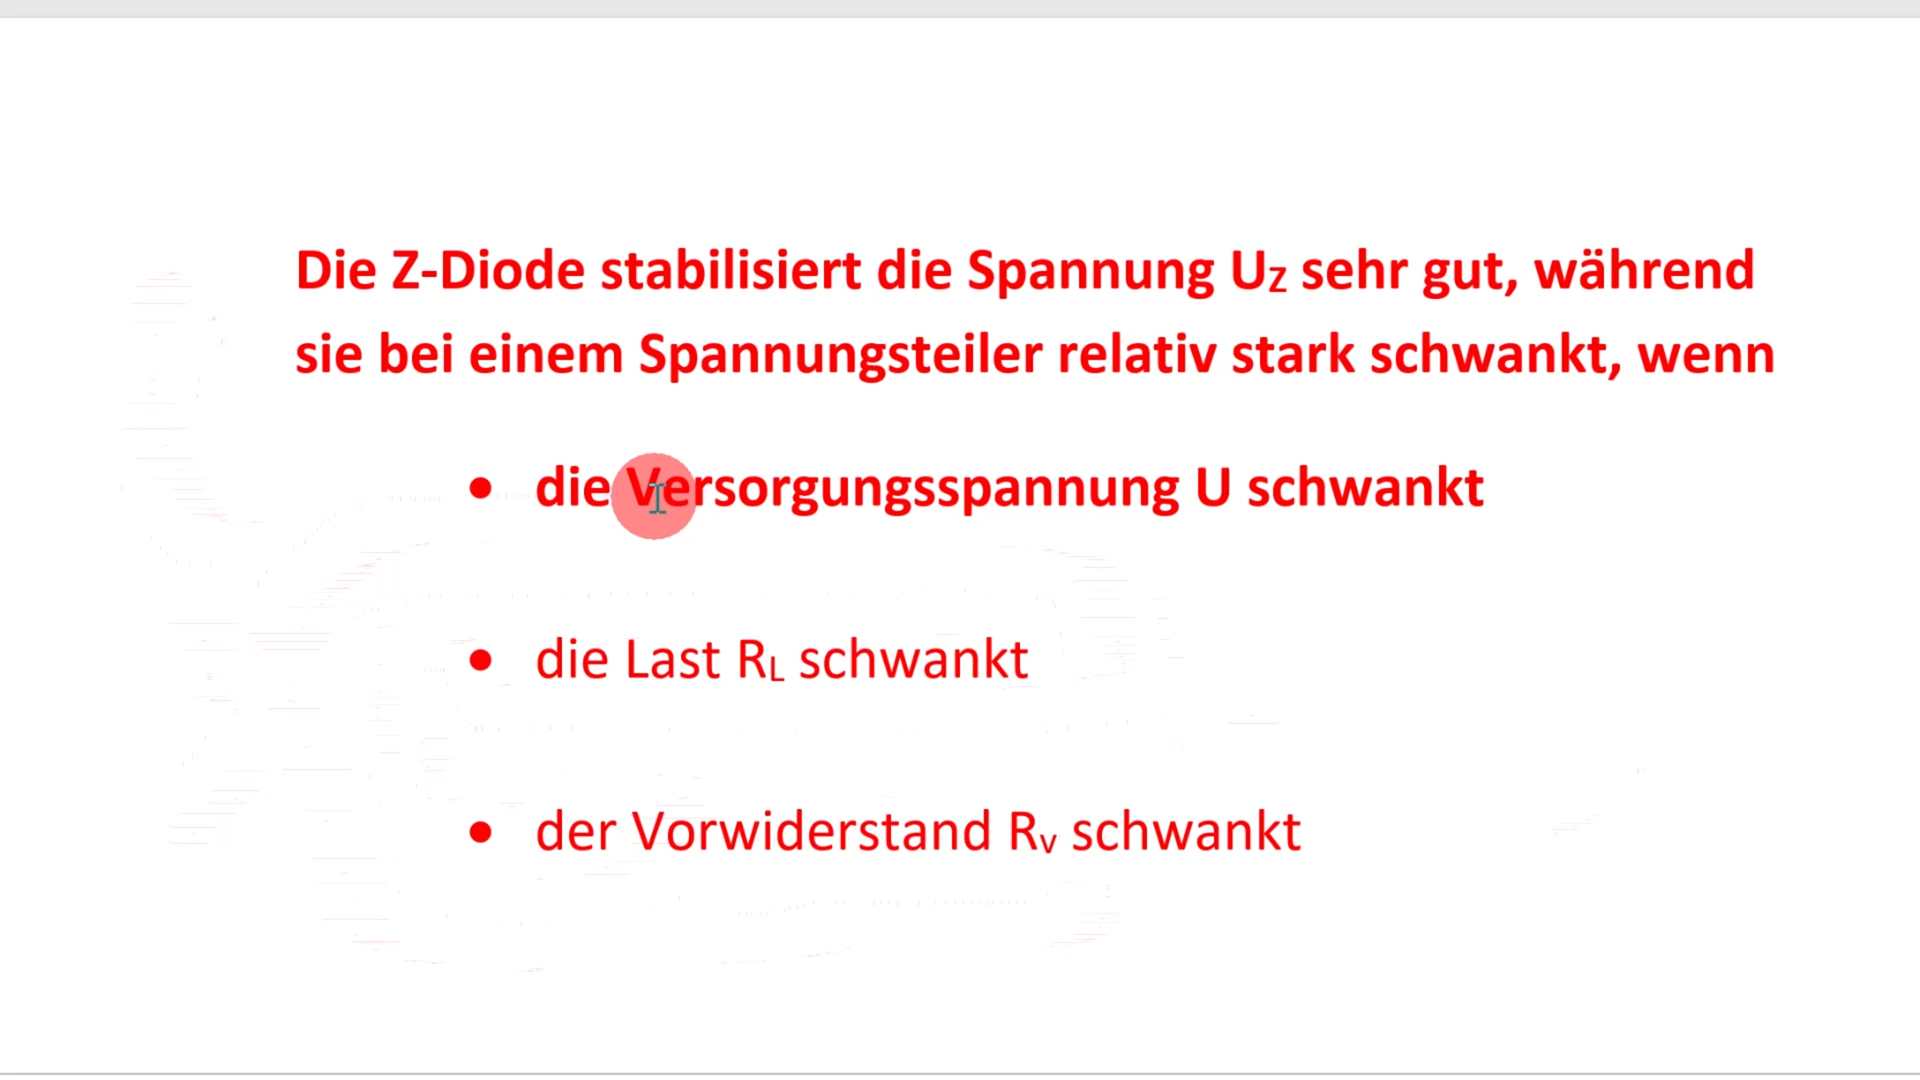 Die Z-Diode stabilisiert die Spannung UZ sehr gut, während
sie bei einem Spannungsteiler relativ stark schwankt, wenn
• die Versorgungsspannung U schwankt
• die Last RL schwankt
• der Vorwiderstand Rv schwankt